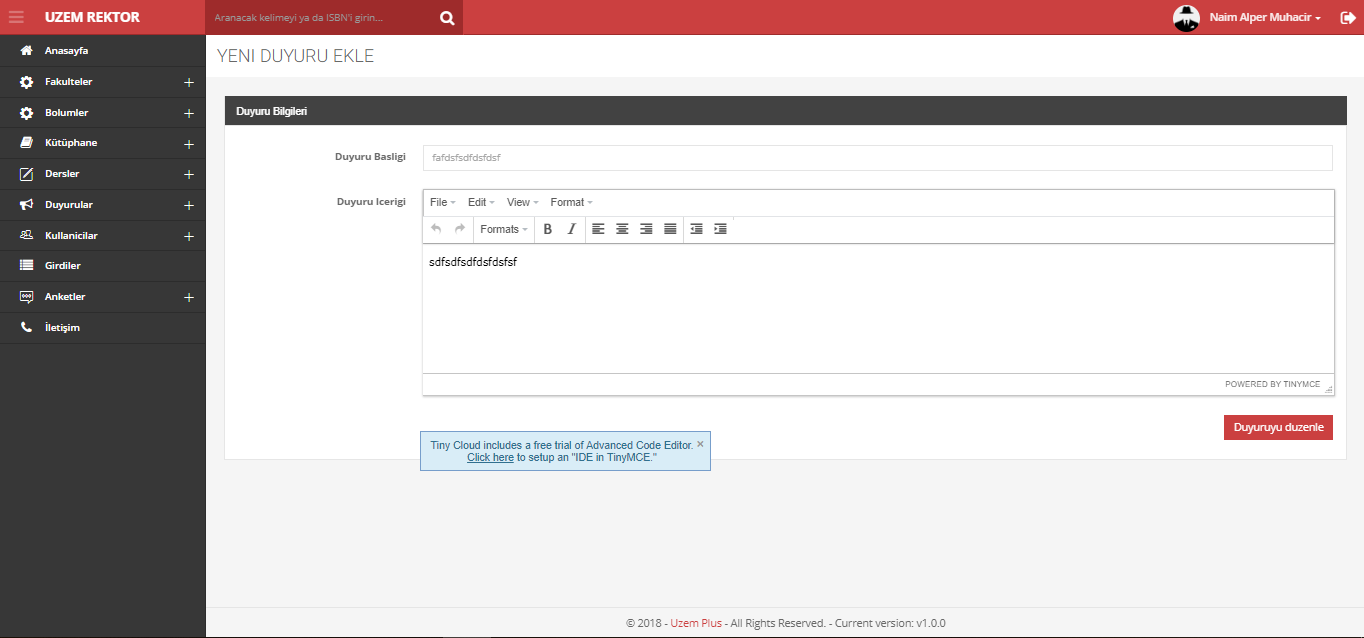 UZEM REKTOR
Aranacak kelimeyi ya da ISBN'i girin...
Naim Alper Muhacir
Anasayfa
Fakulteler
Bolumler
Kütüphane
Dersler
Duyurular
Kullanicilar
Girdiler
Anketler
İletişim
YENI DUYURU EKLE
Duyuru Bilgileri
Duyuru Basligi
fafdsfsdfdsfdsf
Duyuru Icerigi
File Edit View Format
Formats B I
sdfsdfsdfdsfdsfsf
POWERED BY TINYMCE
Duyuruyu duzenle
Tiny Cloud includes a free trial of Advanced Code Editor. ×
Click here to setup an "IDE in TinyMCE."
© 2018 - Uzem Plus - All Rights Reserved. - Current version: v1.0.0